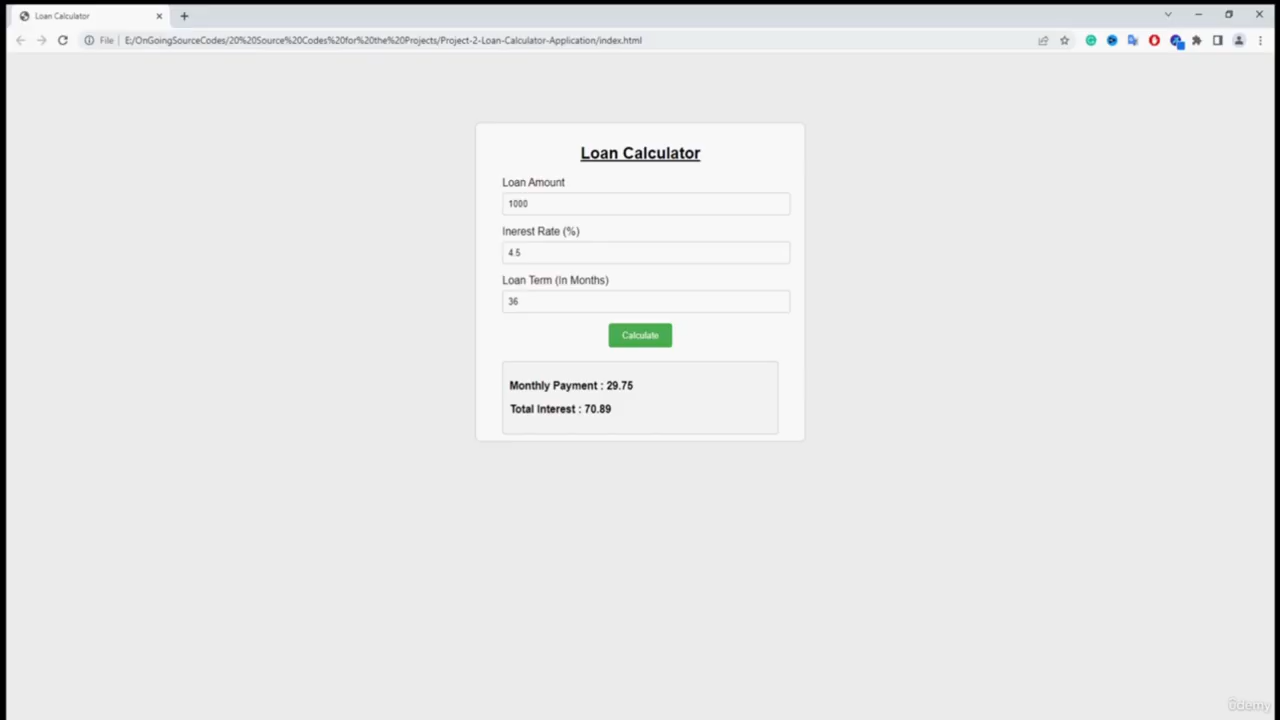 Loan Calculator
File
E:/OnGoingSourceCodes/20%20Source%20Codes%20for%20the%20Projects/Project-2-Loan-Calculator-Application/index.html
Loan Calculator
Loan Amount
1000
Inerest Rate (%)
4.5
Loan Term (In Months)
36
Calculate
Monthly Payment : 29.75
Total Interest : 70.89
Udemy